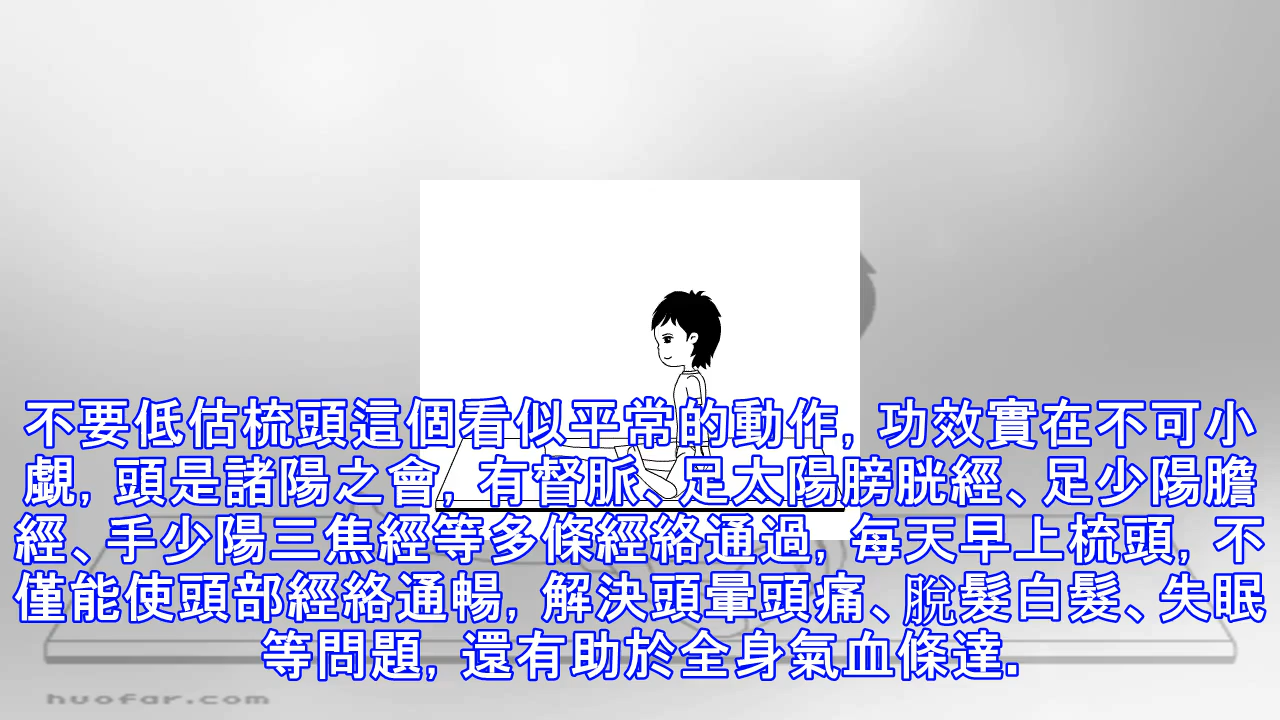 不要低估梳頭這個看似平常的動作, 功效實在不可小
覷, 頭是諸陽之會, 有督脈、足太陽膀胱經、足少陽膽
經、手少陽三焦經等多條經絡通過, 每天早上梳頭, 不
僅能使頭部經絡通暢, 解決頭暈頭痛、脫髮白髮、失眠
等問題, 還有助於全身氣血條達.
huofar.com